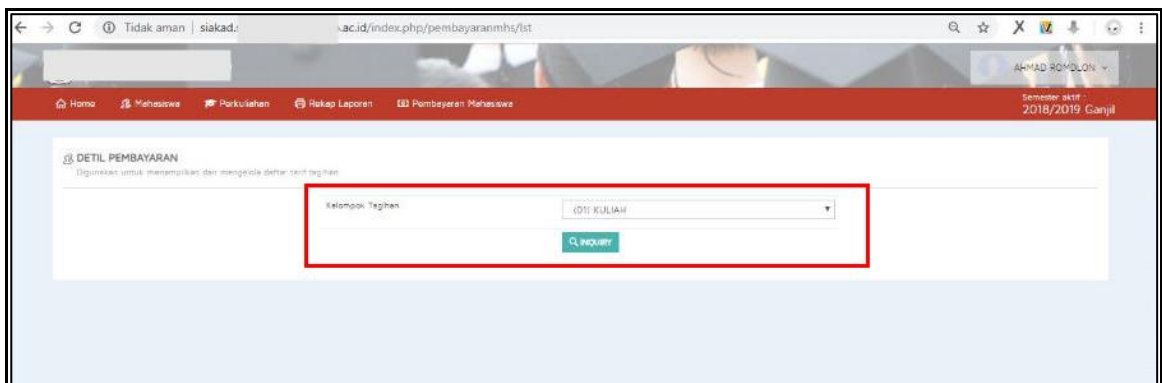 Tidak aman | siakad. .ac.id/index.php/pembayaranmhs/lst
AHMAD ROMDLON
Home Mahasiswa Perkuliahan Rekap Laporan Pembayaran Mahasiswa
Semester aktif :
2018/2019 Ganjil
DETIL PEMBAYARAN
Digunakan untuk menampilkan dan mengelola daftar tarif tagihan
Kelompok Tagihan
(01) KULIAH
INQUIRY